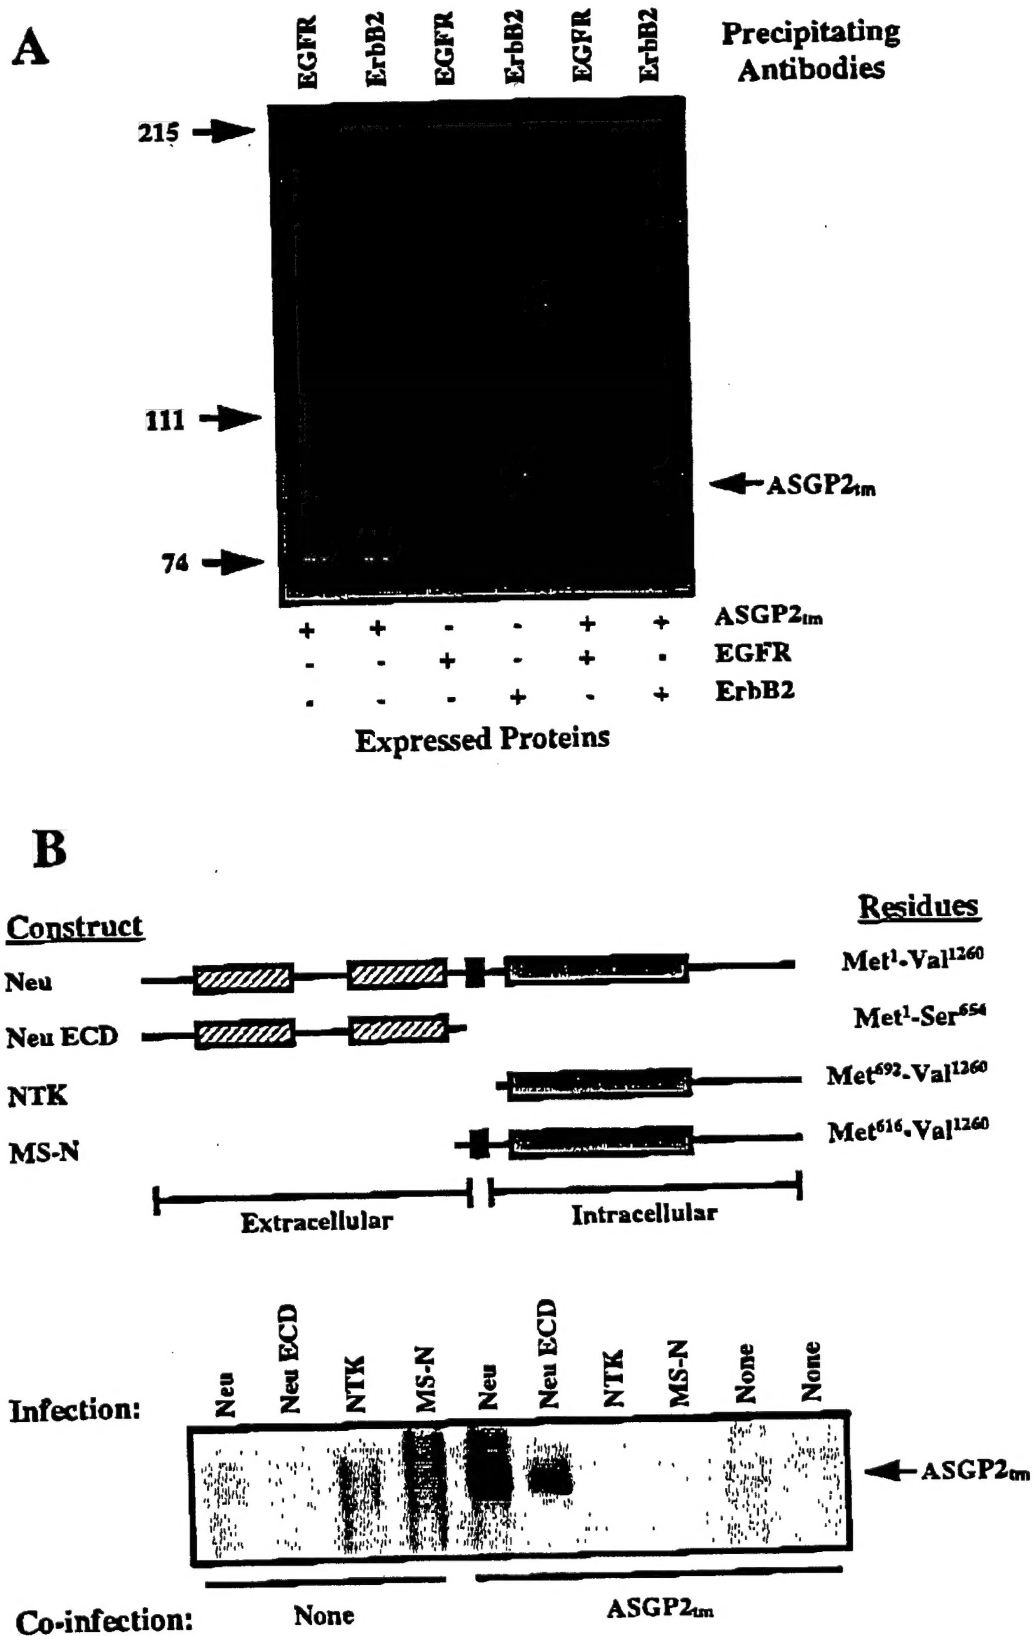 A
EGFR ErbB2 EGFR ErbB2 EGFR ErbB2
Precipitating
Antibodies
215
111
ASGP2tm
74
+ + - - + + ASGP2tm
- - + - + - EGFR
- - - + - + ErbB2
Expressed Proteins
B
Construct Residues
Neu Met¹-Val¹²⁶⁰
Neu ECD Met¹-Ser⁶⁵⁴
NTK Met⁶⁹²-Val¹²⁶⁰
MS-N Met⁶¹⁶-Val¹²⁶⁰
Extracellular Intracellular
Infection: Neu Neu ECD NTK MS-N Neu Neu ECD NTK MS-N None None
ASGP2tm
Co-infection: None ASGP2tm